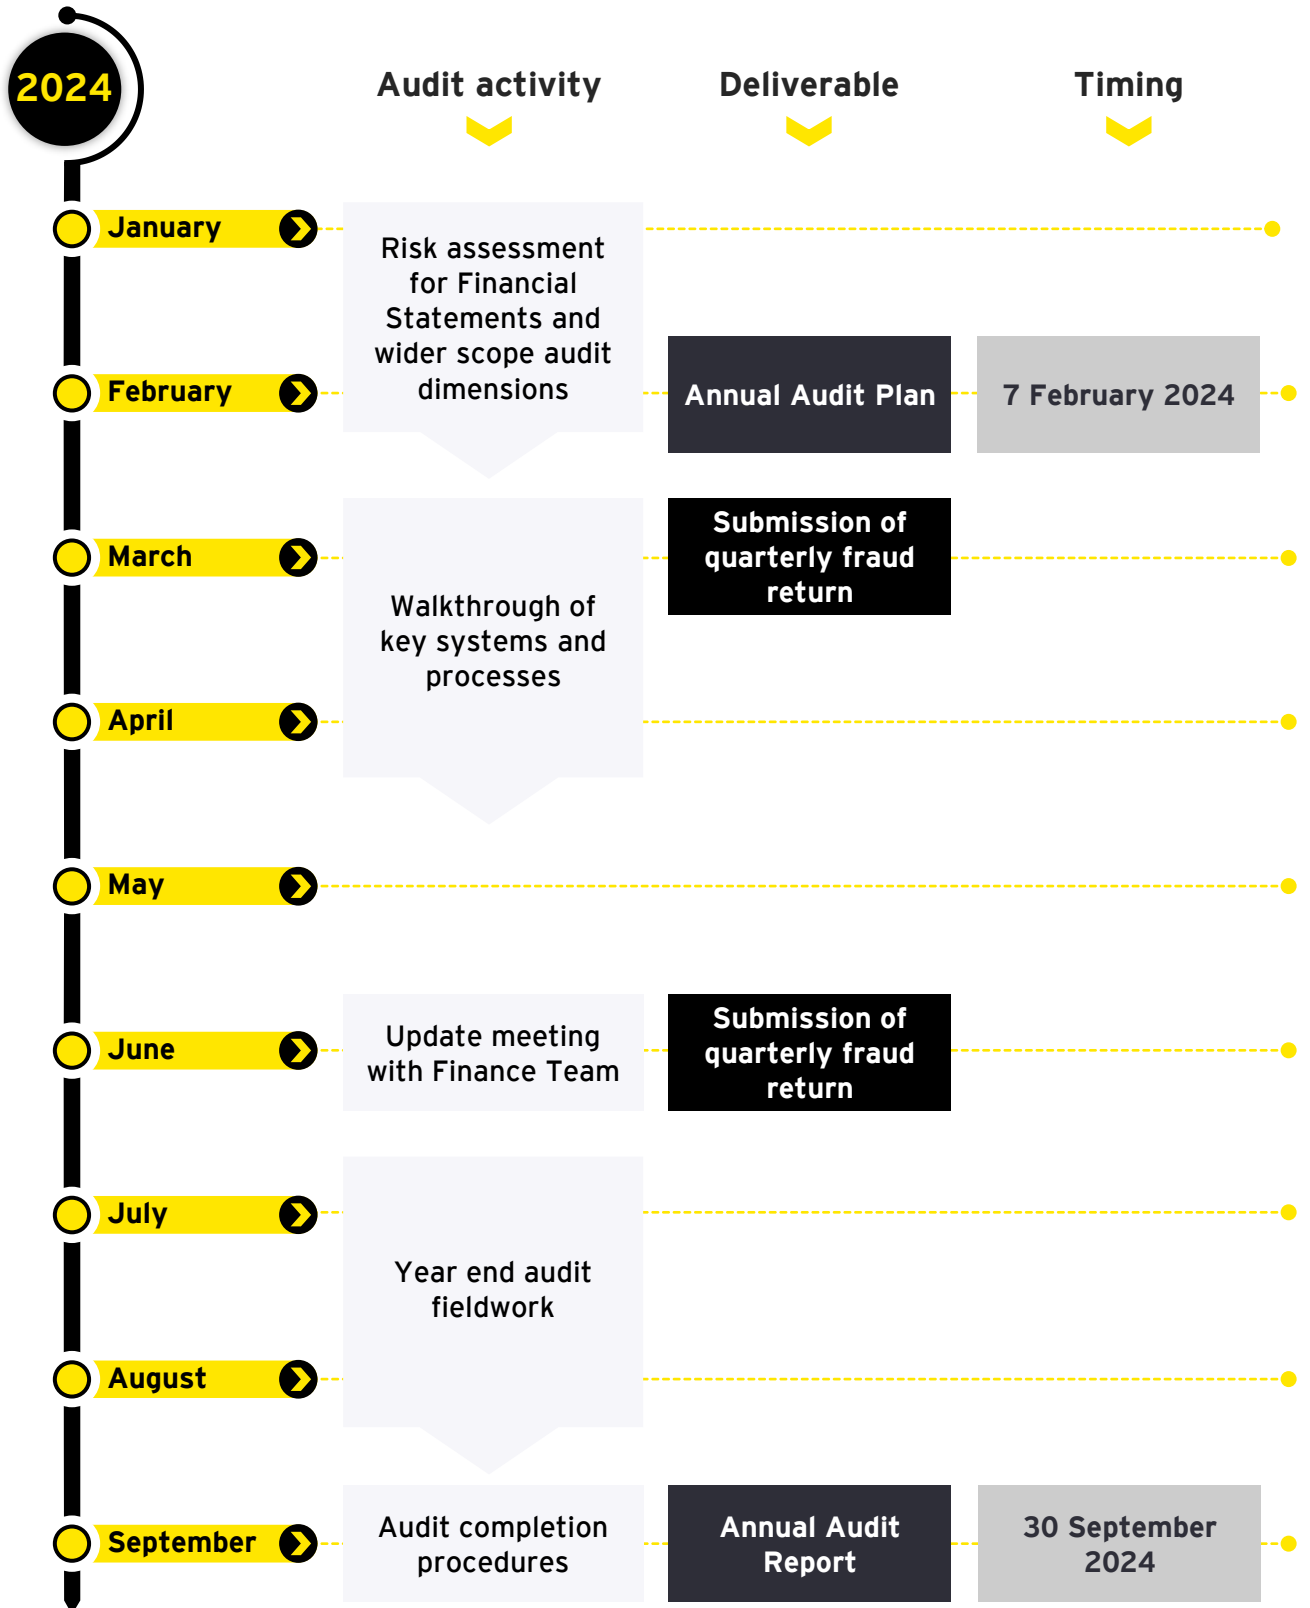 2024
Audit activity
Deliverable
Timing
January
Risk assessment
for Financial
Statements and
wider scope audit
dimensions
February
Annual Audit Plan
7 February 2024
March
Submission of
quarterly fraud
return
Walkthrough of
key systems and
processes
April
May
June
Update meeting
with Finance Team
Submission of
quarterly fraud
return
July
Year end audit
fieldwork
August
September
Audit completion
procedures
Annual Audit
Report
30 September
2024